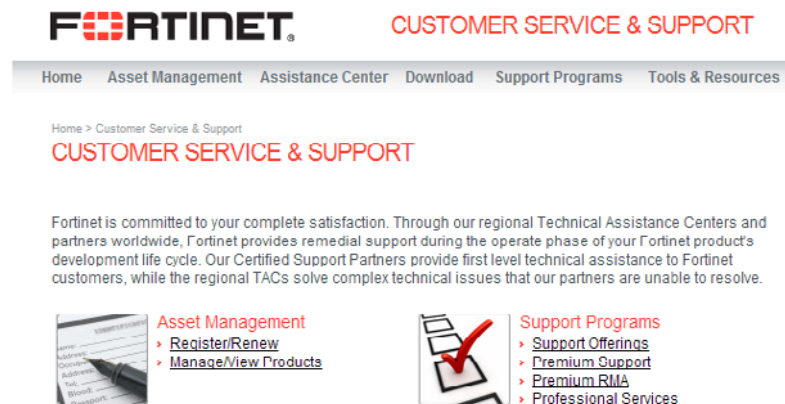 FORTINET®
CUSTOMER SERVICE & SUPPORT
Home Asset Management Assistance Center Download Support Programs Tools & Resources
Home > Customer Service & Support
CUSTOMER SERVICE & SUPPORT
Fortinet is committed to your complete satisfaction. Through our regional Technical Assistance Centers and
partners worldwide, Fortinet provides remedial support during the operate phase of your Fortinet product's
development life cycle. Our Certified Support Partners provide first level technical assistance to Fortinet
customers, while the regional TACs solve complex technical issues that our partners are unable to resolve.
Asset Management
› Register/Renew
› Manage/View Products
Address:
Tel:
Blood:
Passport:
Support Programs
› Support Offerings
› Premium Support
› Premium RMA
› Professional Services